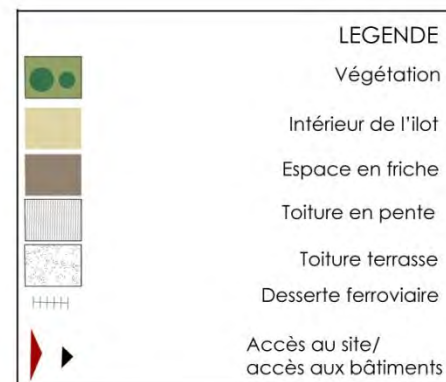 LEGENDE
Végétation
Intérieur de l'ilot
Espace en friche
Toiture en pente
Toiture terrasse
Desserte ferroviaire
Accès au site/
accès aux bâtiments